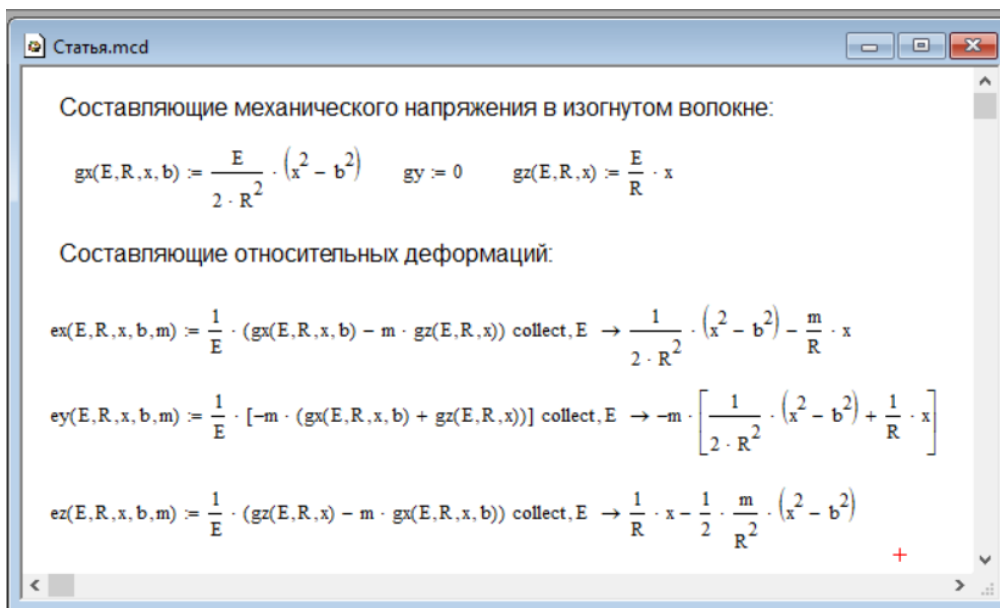 Статья.mcd
Составляющие механического напряжения в изогнутом волокне:
gx(E,R,x,b) := E/(2 · R^2) · (x^2 − b^2) gy := 0 gz(E,R,x) := E/R · x
Составляющие относительных деформаций:
ex(E,R,x,b,m) := 1/E · (gx(E,R,x,b) − m · gz(E,R,x)) collect,E → 1/(2 · R^2) · (x^2 − b^2) − m/R · x
ey(E,R,x,b,m) := 1/E · [−m · (gx(E,R,x,b) + gz(E,R,x))] collect,E → −m · [1/(2 · R^2) · (x^2 − b^2) + 1/R · x]
ez(E,R,x,b,m) := 1/E · (gz(E,R,x) − m · gx(E,R,x,b)) collect,E → 1/R · x − 1/2 · m/R^2 · (x^2 − b^2)